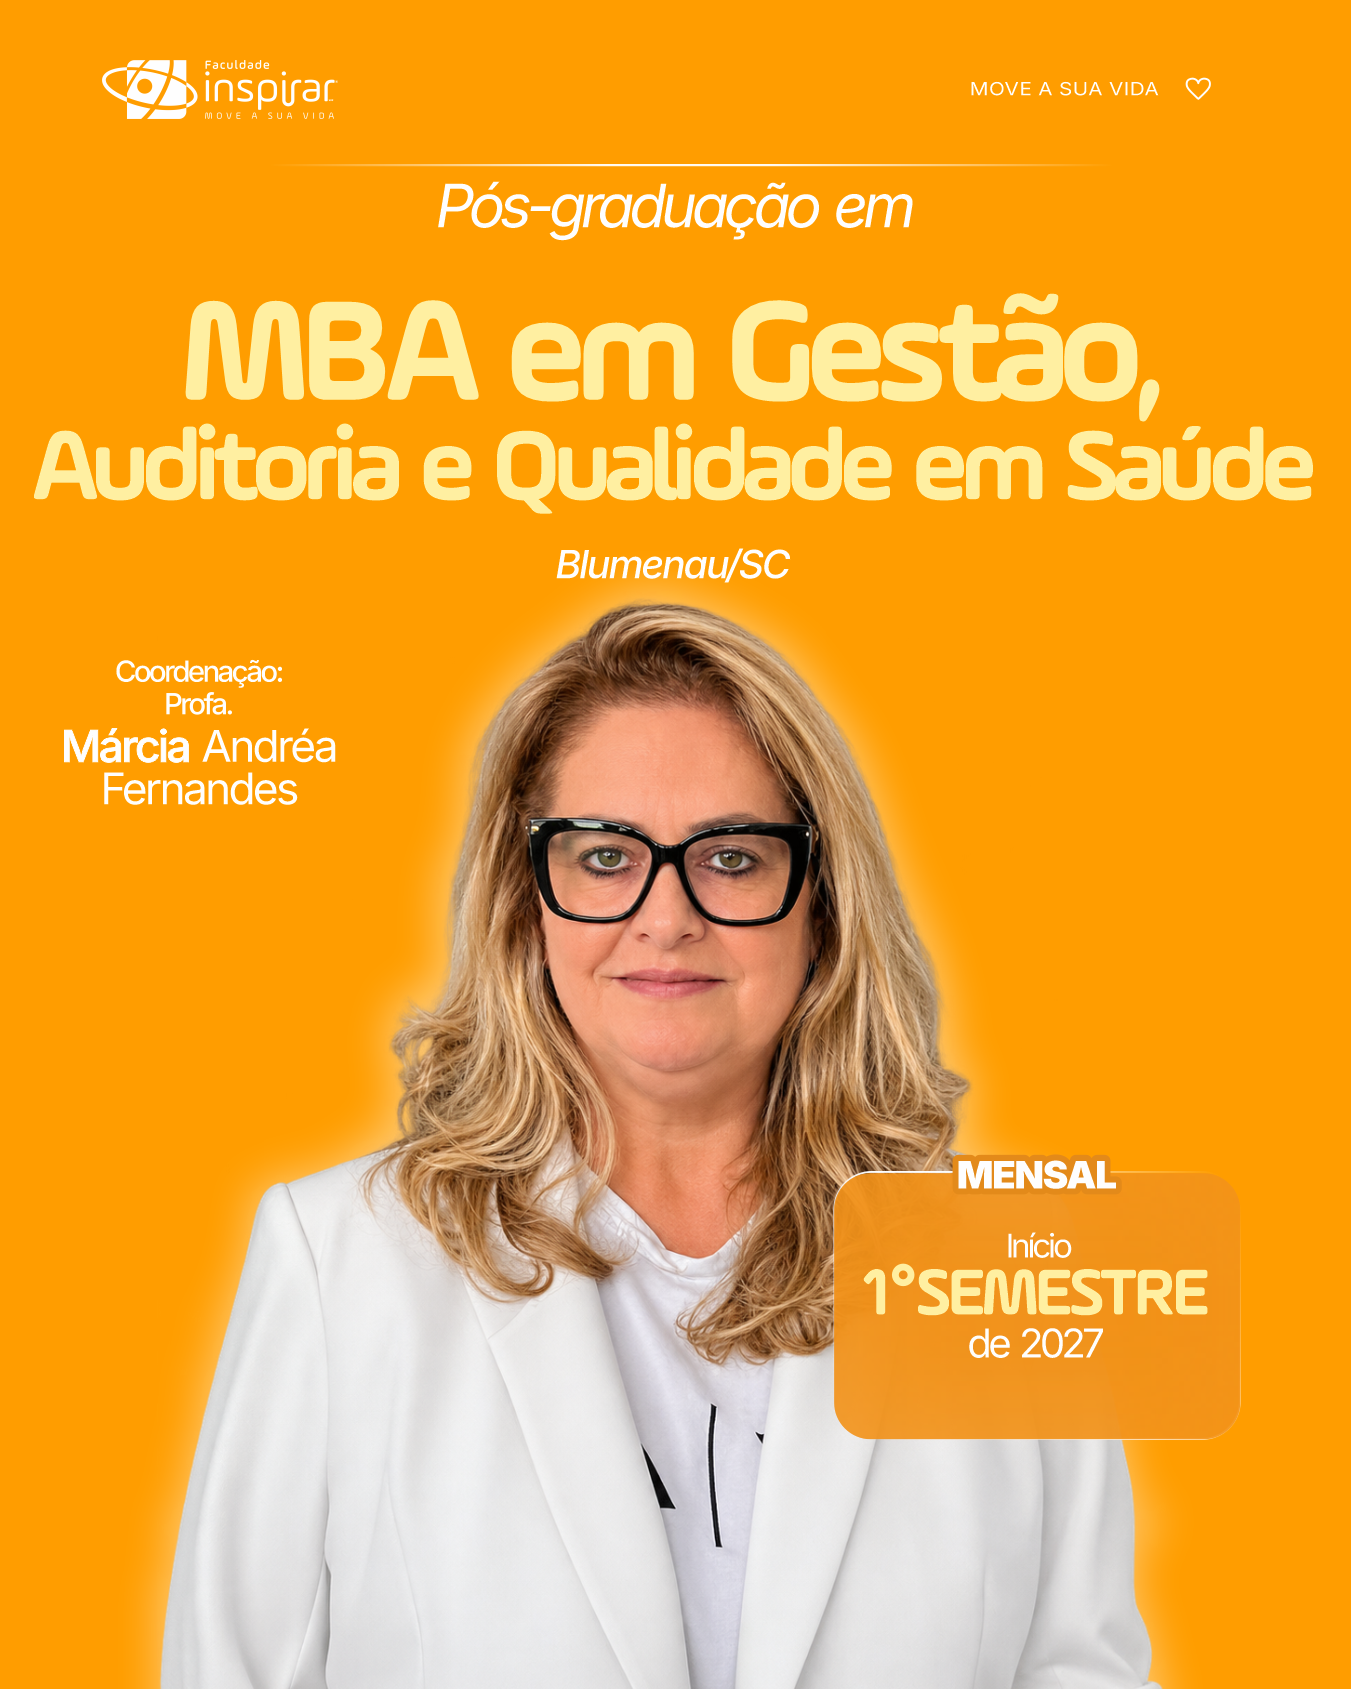 Faculdade
inspirar
MOVE A SUA VIDA
MOVE A SUA VIDA
Pós-graduação em
MBA em Gestão,
Auditoria e Qualidade em Saúde
Blumenau/SC
Coordenação:
Profa.
Márcia Andréa
Fernandes
MENSAL
Início
1°SEMESTRE
de 2027